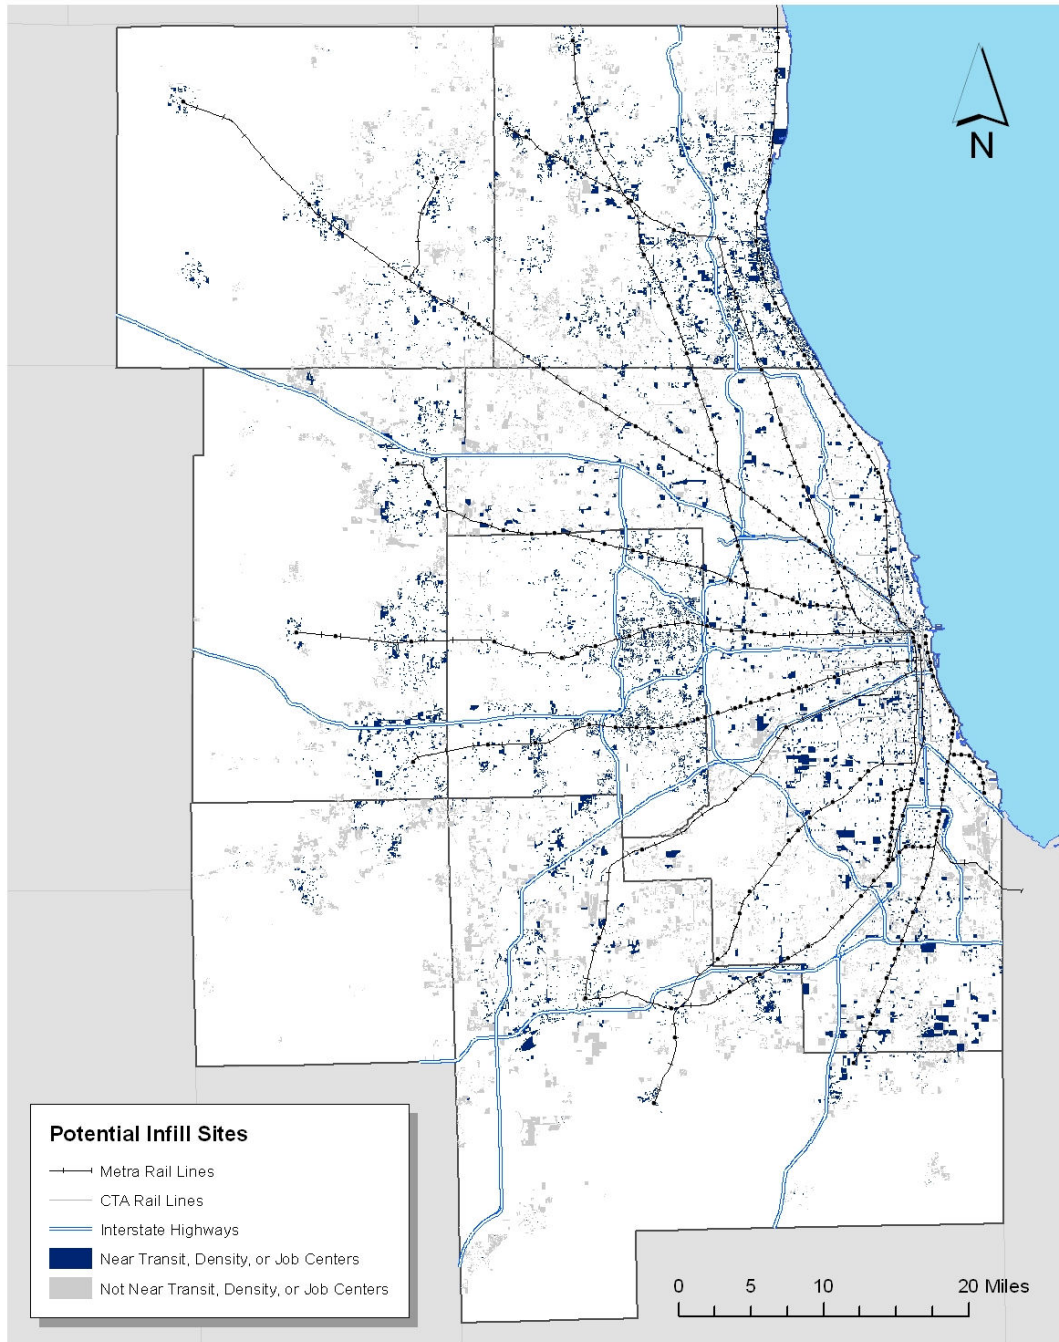 N
Potential Infill Sites
Metra Rail Lines
CTA Rail Lines
Interstate Highways
Near Transit, Density, or Job Centers
Not Near Transit, Density, or Job Centers
0 5 10 20 Miles